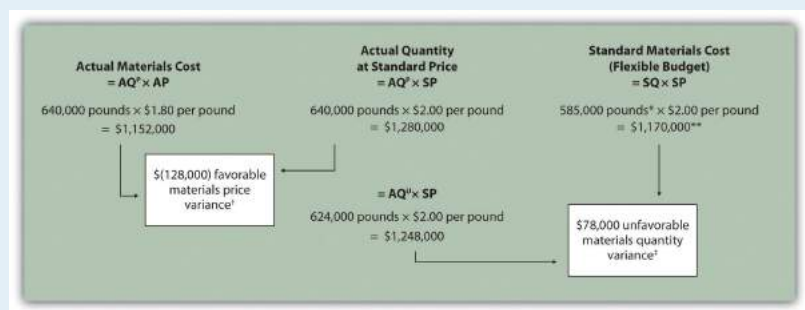 Actual Materials Cost
= AQᵖ × AP
640,000 pounds × $1.80 per pound
= $1,152,000
Actual Quantity
at Standard Price
= AQᵖ × SP
640,000 pounds × $2.00 per pound
= $1,280,000
Standard Materials Cost
(Flexible Budget)
= SQ × SP
585,000 pounds* × $2.00 per pound
= $1,170,000**
$(128,000) favorable
materials price
variance†
= AQᵘ × SP
624,000 pounds × $2.00 per pound
= $1,248,000
$78,000 unfavorable
materials quantity
variance‡